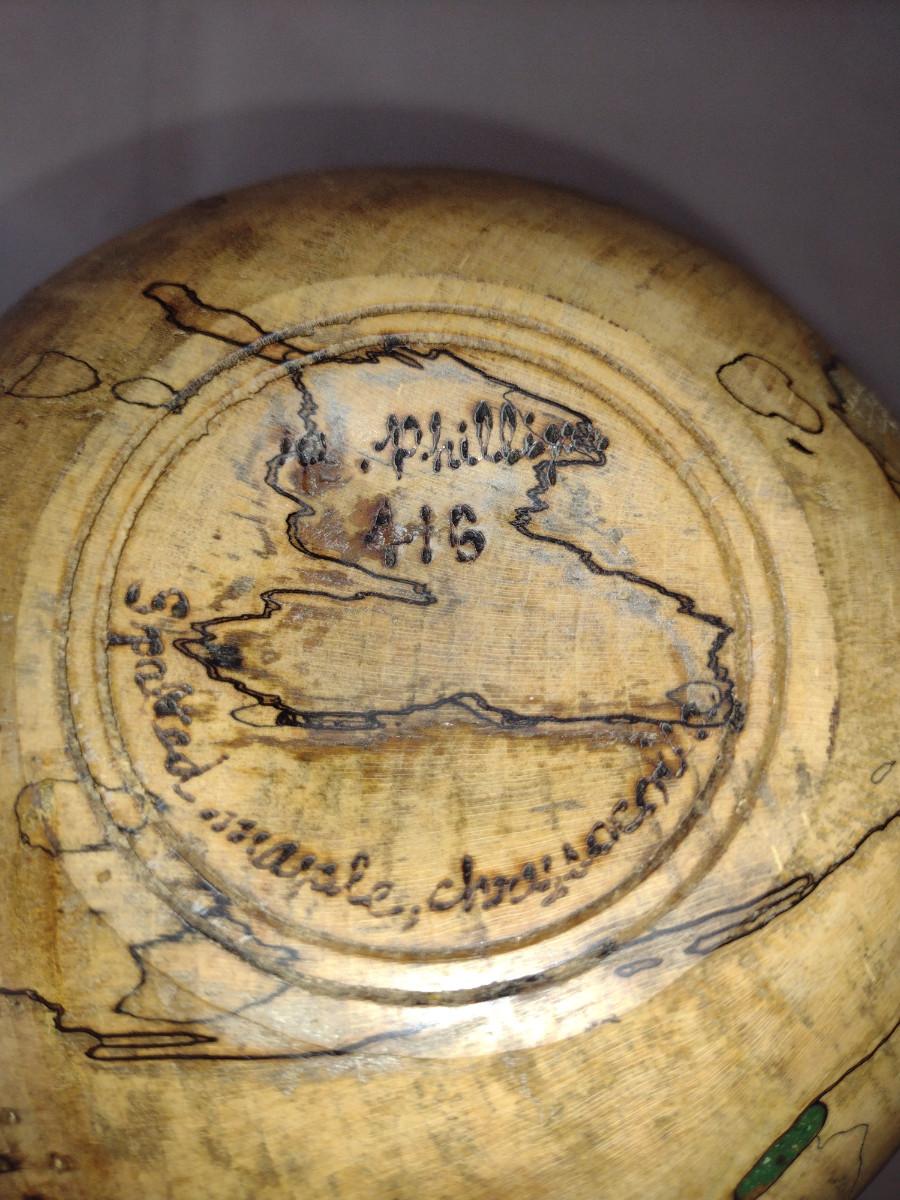 . Phillips
416
Spalted maple, chrysocolla